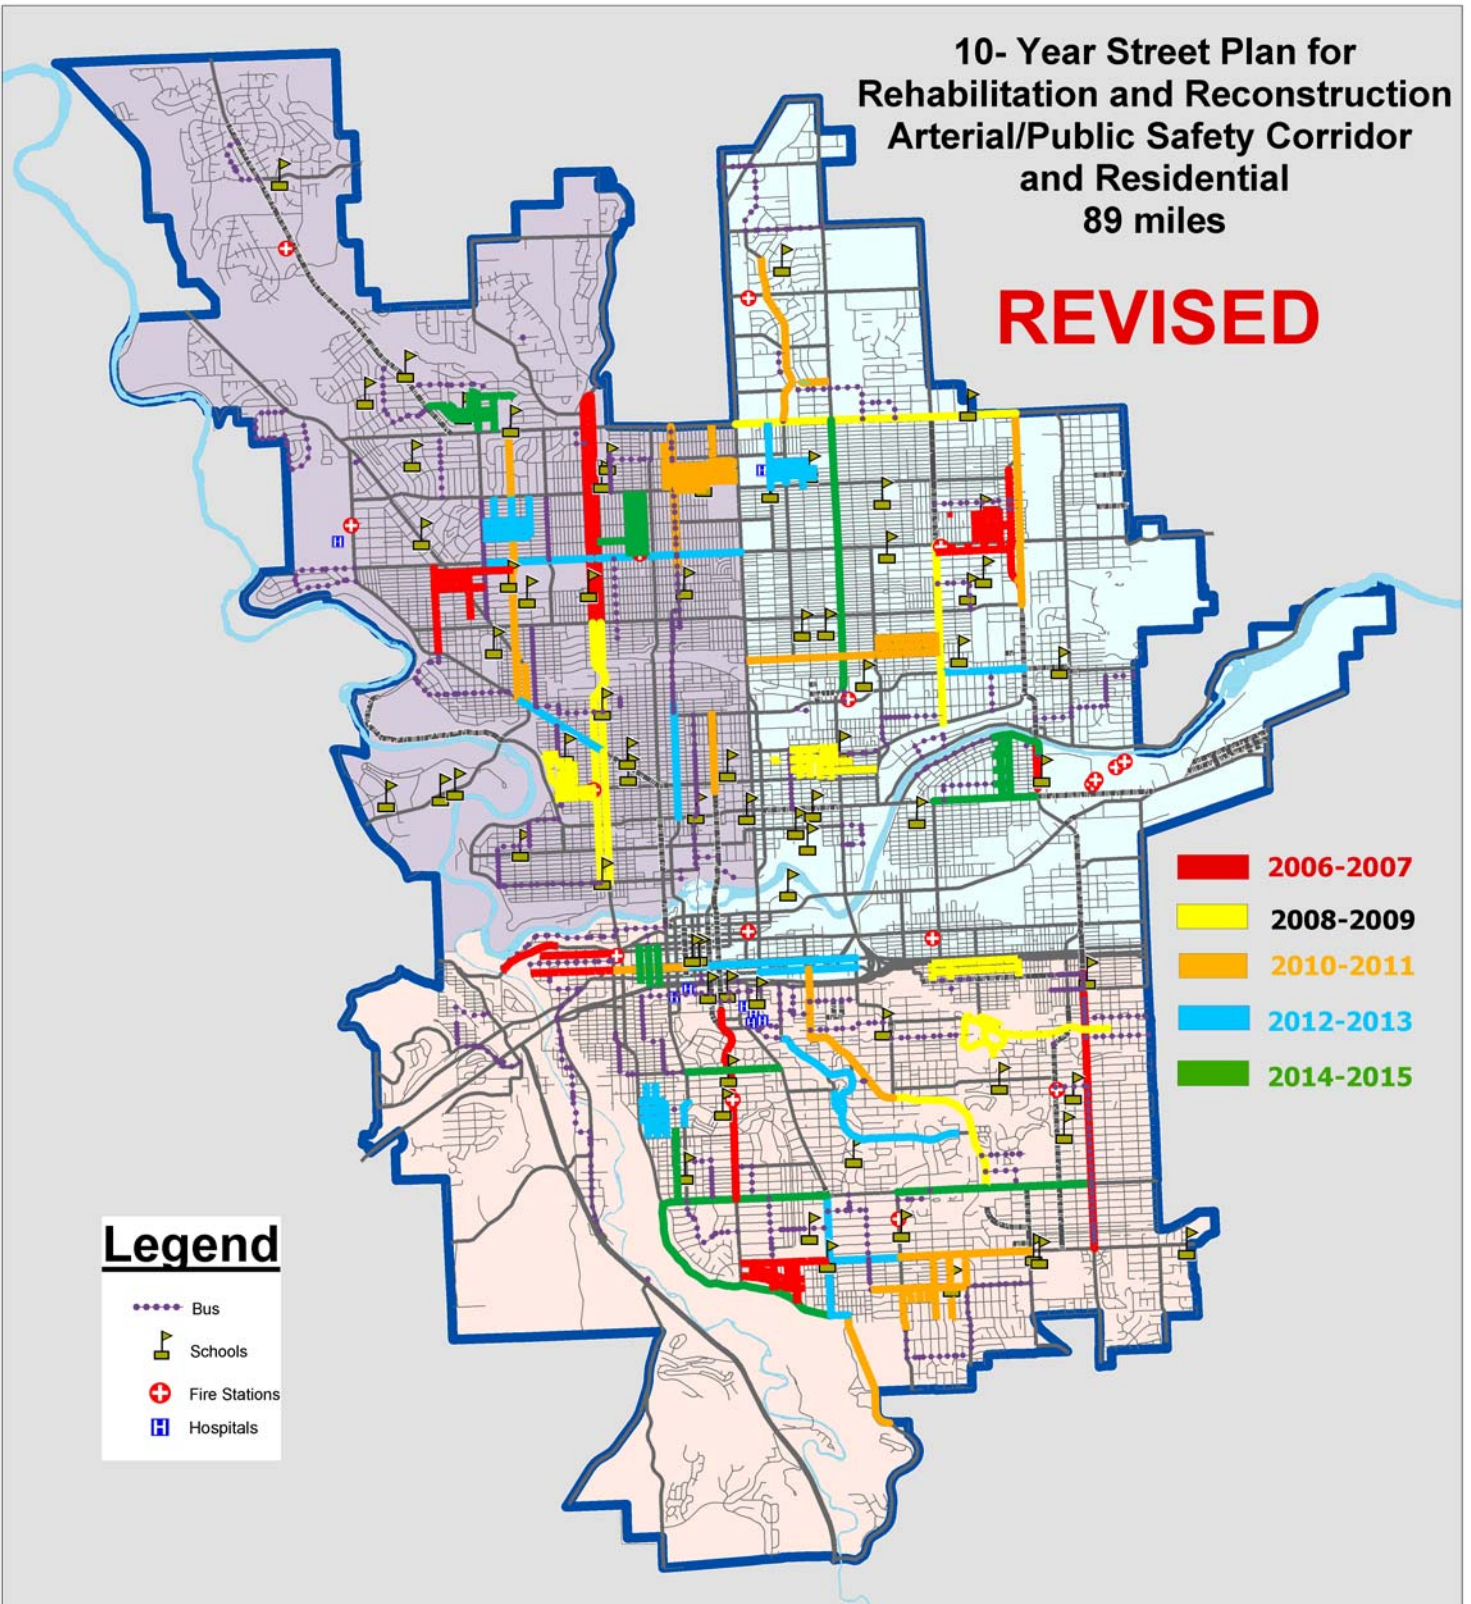 10- Year Street Plan for
Rehabilitation and Reconstruction
Arterial/Public Safety Corridor
and Residential
89 miles
REVISED
H
H
2006-2007
2008-2009
2010-2011
2012-2013
2014-2015
H
H
H
H
H
H
Legend
Bus
Schools
Fire Stations
H Hospitals